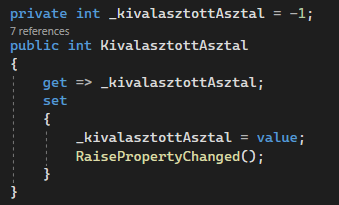 private int _kivalasztottAsztal = -1;
7 references
public int KivalasztottAsztal
{
get => _kivalasztottAsztal;
set
{
_kivalasztottAsztal = value;
RaisePropertyChanged();
}
}